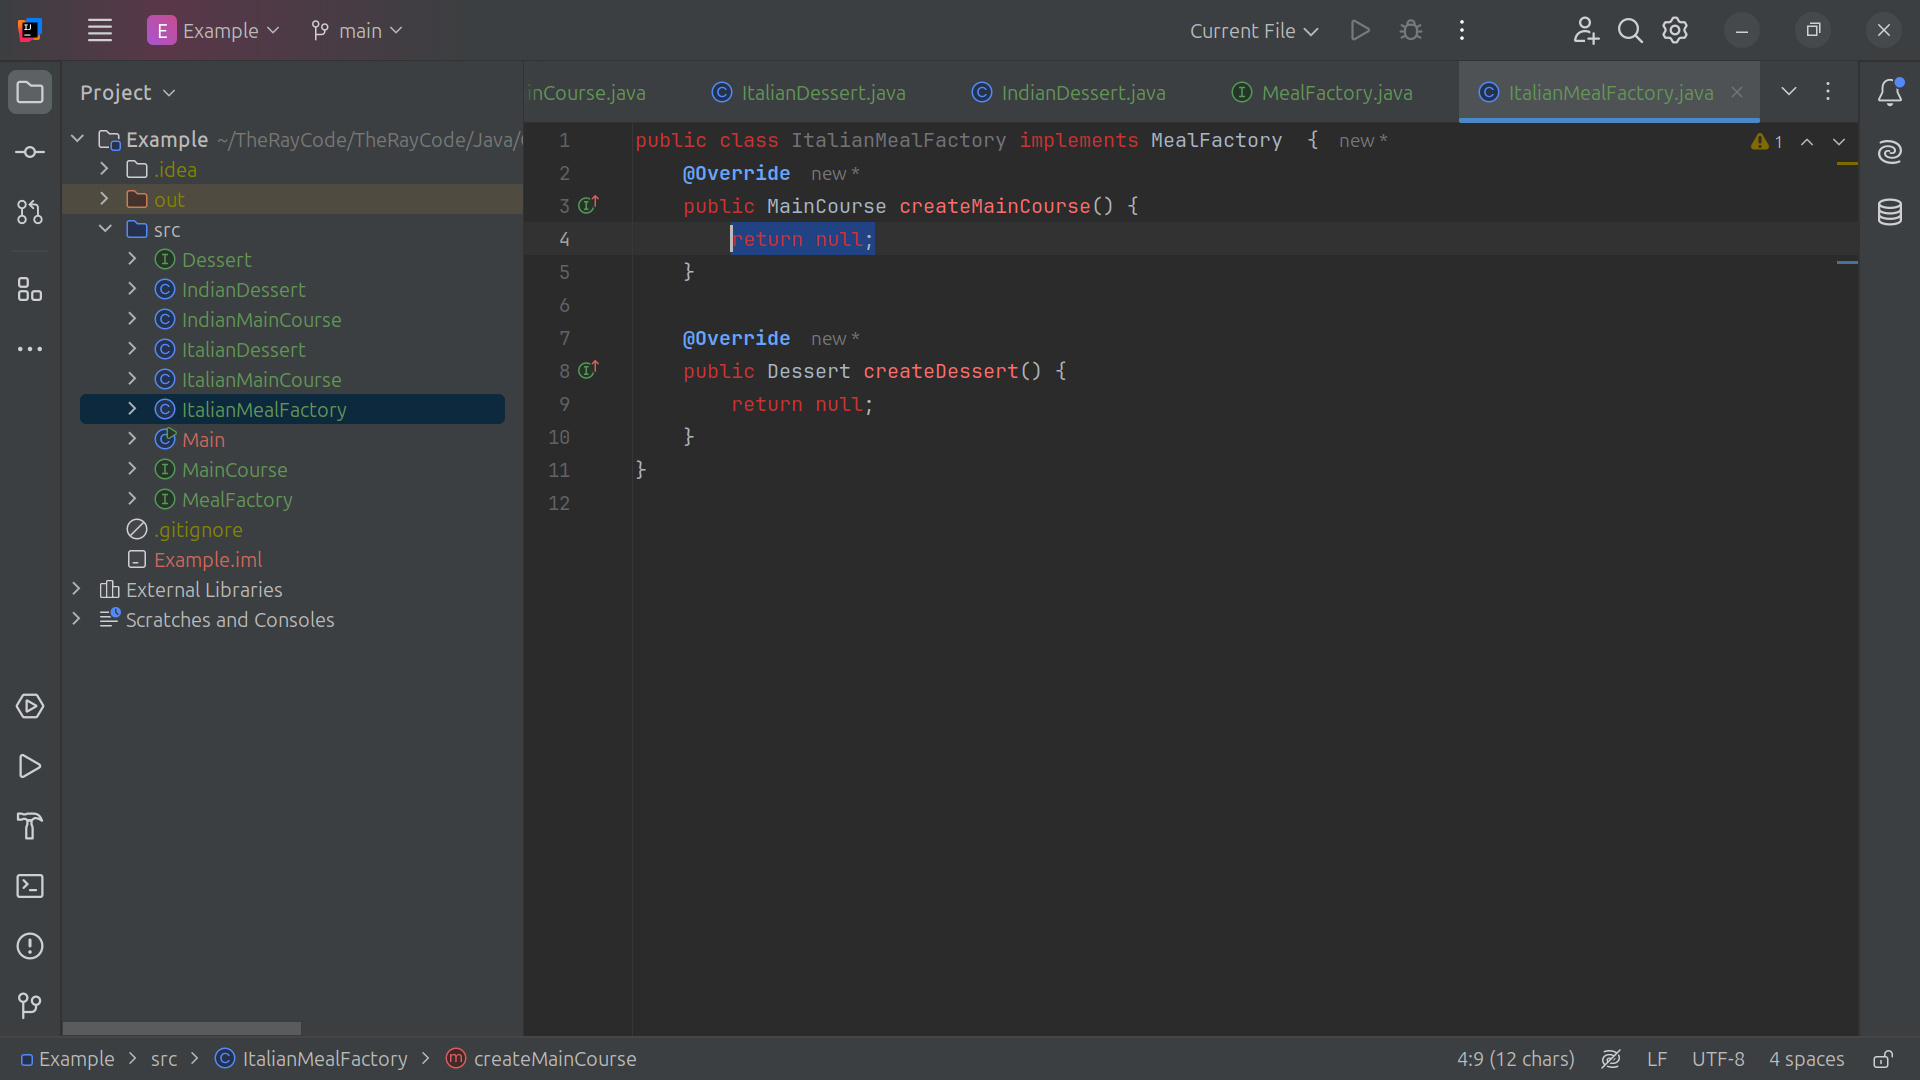 E Example main Current File
Project
inCourse.java ItalianDessert.java IndianDessert.java MealFactory.java ItalianMealFactory.java
Example ~/TheRayCode/TheRayCode/Java/
.idea
out
src
Dessert
IndianDessert
IndianMainCourse
ItalianDessert
ItalianMainCourse
ItalianMealFactory
Main
MainCourse
MealFactory
.gitignore
Example.iml
External Libraries
Scratches and Consoles
1 public class ItalianMealFactory implements MealFactory { new *
2 @Override new *
3 public MainCourse createMainCourse() {
4 return null;
5 }
6
7 @Override new *
8 public Dessert createDessert() {
9 return null;
10 }
11 }
12
1
Example src ItalianMealFactory createMainCourse 4:9 (12 chars) LF UTF-8 4 spaces